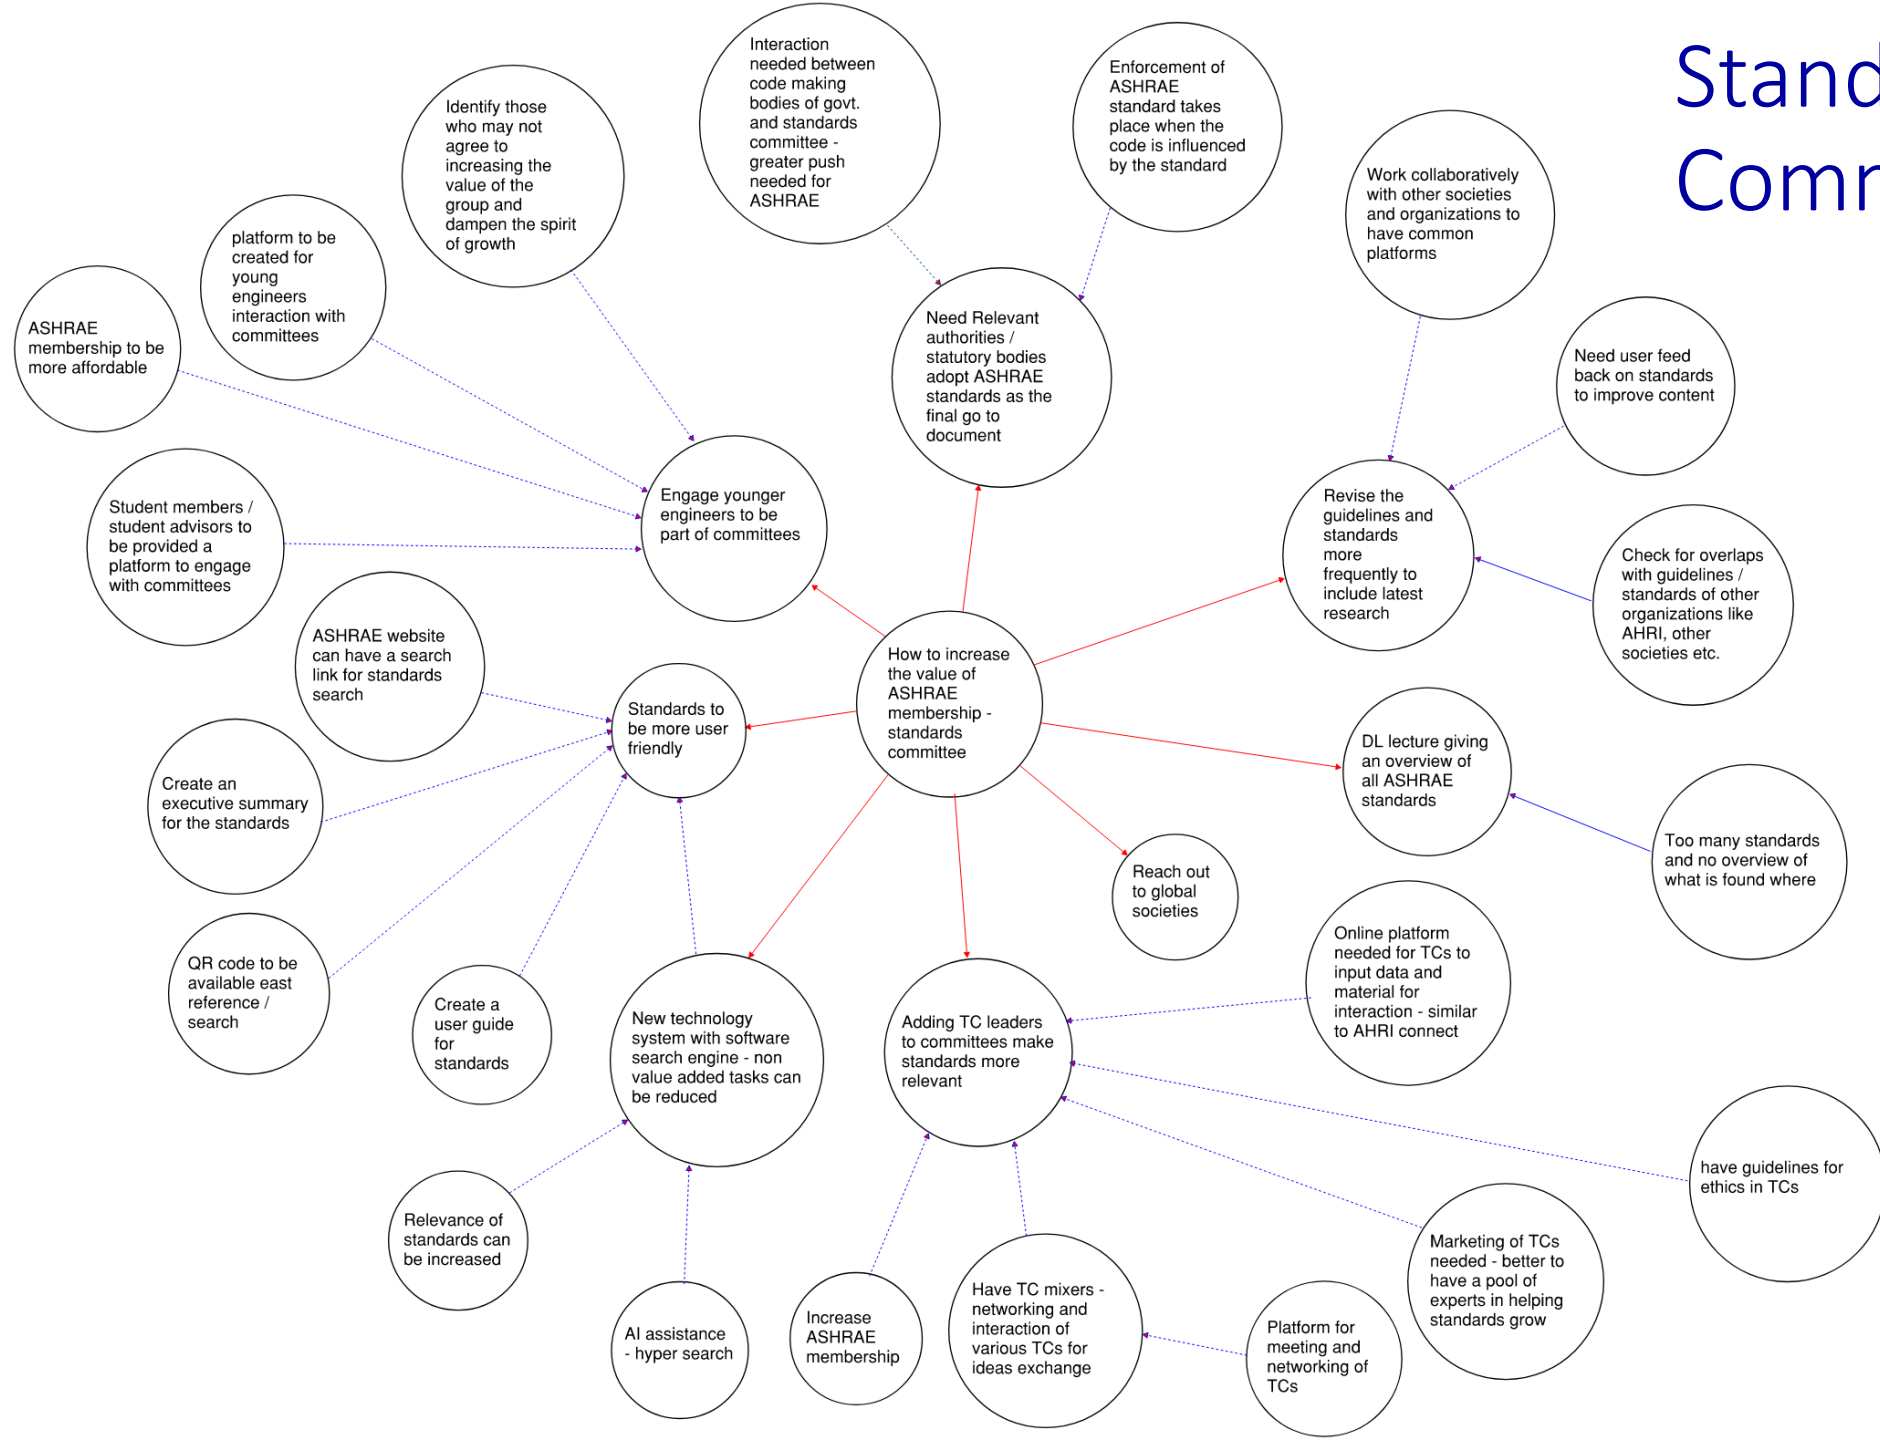 Interaction
needed between
code making
bodies of govt.
and standards
committee -
greater push
needed for
ASHRAE
Enforcement of
ASHRAE
standard takes
place when the
code is influenced
by the standard
Stand
Comm
Identify those
who may not
agree to
increasing the
value of the
group and
dampen the spirit
of growth
Work collaboratively
with other societies
and organizations to
have common
platforms
platform to be
created for
young
engineers
interaction with
committees
ASHRAE
membership to be
more affordable
Need Relevant
authorities /
statutory bodies
adopt ASHRAE
standards as the
final go to
document
Need user feed
back on standards
to improve content
Student members /
student advisors to
be provided a
platform to engage
with committees
Engage younger
engineers to be
part of committees
Revise the
guidelines and
standards
more
frequently to
include latest
research
Check for overlaps
with guidelines /
standards of other
organizations like
AHRI, other
societies etc.
ASHRAE website
can have a search
link for standards
search
How to increase
the value of
ASHRAE
membership -
standards
committee
Standards to
be more user
friendly
DL lecture giving
an overview of
all ASHRAE
standards
Create an
executive summary
for the standards
Too many standards
and no overview of
what is found where
Reach out
to global
societies
QR code to be
available east
reference /
search
Create a
user guide
for
standards
New technology
system with software
search engine - non
value added tasks can
be reduced
Adding TC leaders
to committees make
standards more
relevant
Online platform
needed for TCs to
input data and
material for
interaction - similar
to AHRI connect
have guidelines for
ethics in TCs
Relevance of
standards can
be increased
Marketing of TCs
needed - better to
have a pool of
experts in helping
standards grow
AI assistance
- hyper search
Increase
ASHRAE
membership
Have TC mixers -
networking and
interaction of
various TCs for
ideas exchange
Platform for
meeting and
networking of
TCs